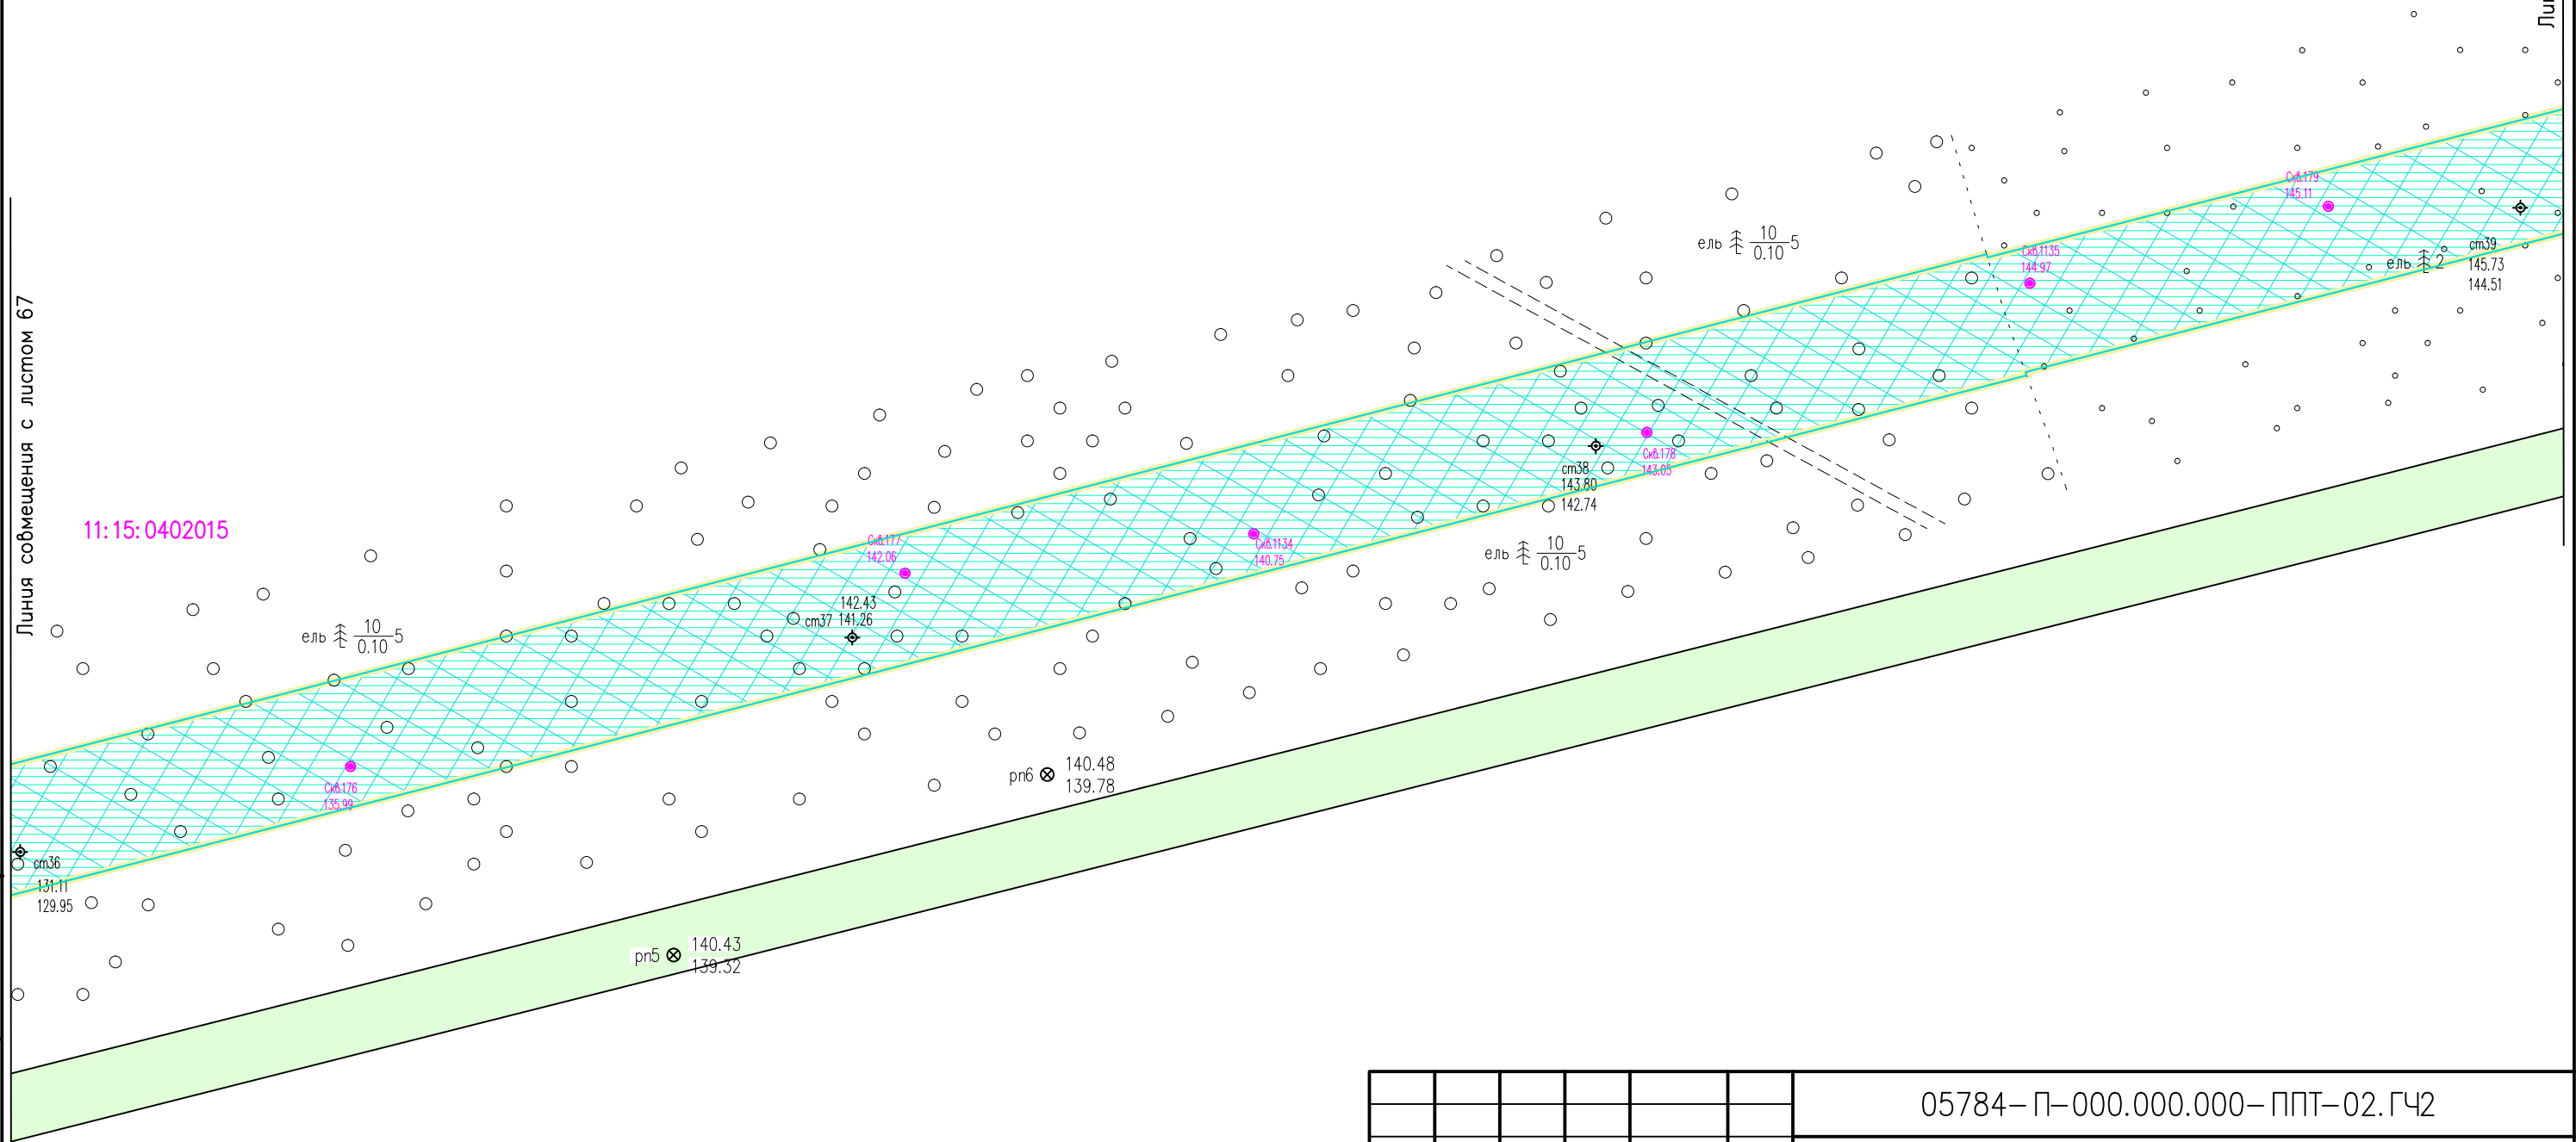 Лин
Линия совмещения с листом 67
11:15:0402015
ель 10 5
0.10
ель 10 5
0.10
ель 10 5
0.10
ель 2
Скв.179
145.11
Скв.1135
144.97
ст39
145.73
144.51
Скв.178
143.05
ст38
143.80
142.74
Скв.1134
140.75
Скв.177
142.06
142.43
ст37 141.26
Скв.176
135.99
ст36
131.11
129.95
рп6 140.48
139.78
рп5 140.43
139.32
05784-П-000.000.000-ППТ-02.ГЧ2